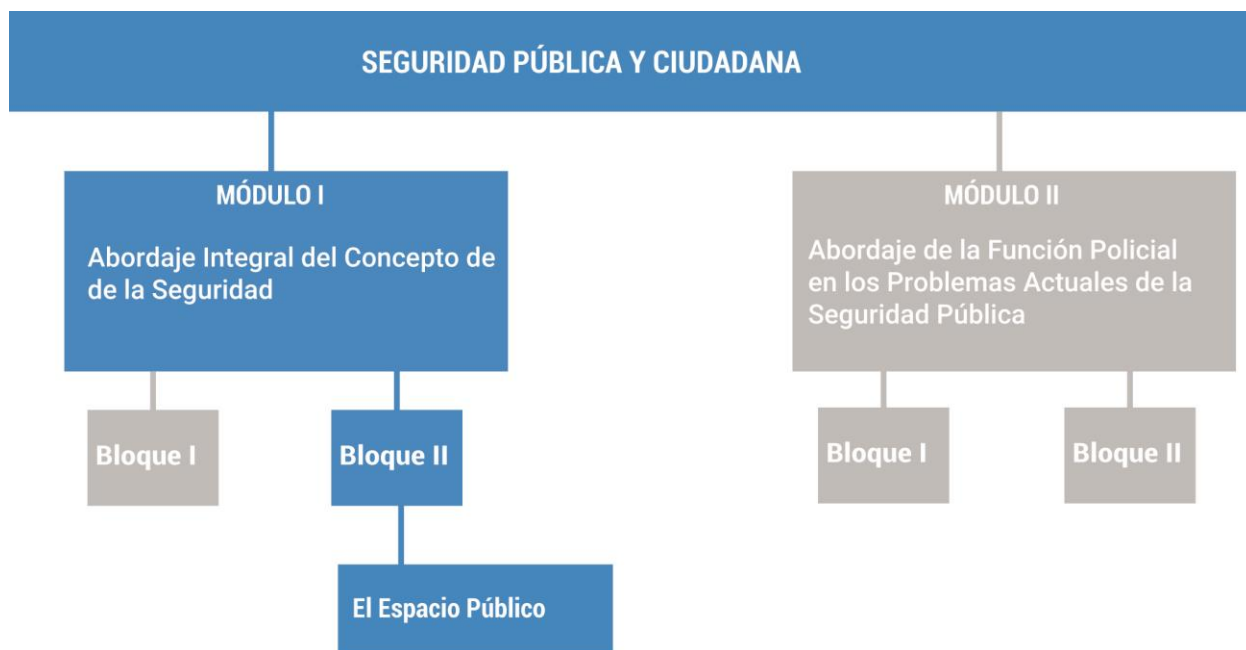 SEGURIDAD PÚBLICA Y CIUDADANA
MÓDULO I
Abordaje Integral del Concepto de
de la Seguridad
MÓDULO II
Abordaje de la Función Policial
en los Problemas Actuales de la
Seguridad Pública
Bloque I
Bloque II
Bloque I
Bloque II
El Espacio Público